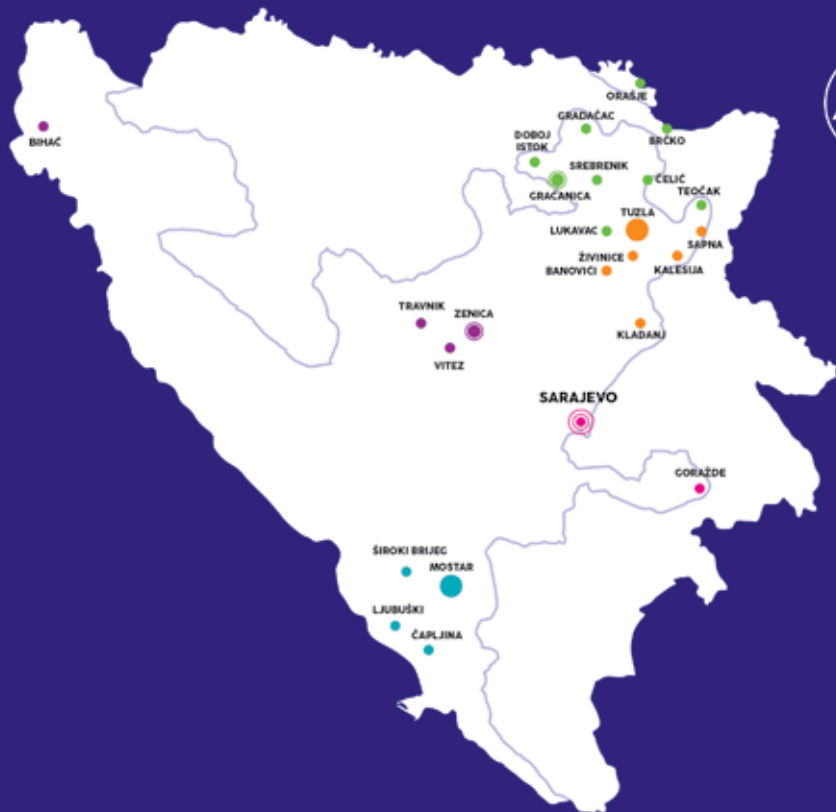 ORAŠJE
GRADAČAC
BRČKO
DOBOJ
ISTOK
SREBRENIK
ČELIĆ
GRAČANICA
TEOČAK
TUZLA
LUKAVAC
SAPNA
ŽIVINICE
BANOVIĆI
KALESIJA
BIHAĆ
TRAVNIK
ZENICA
VITEZ
KLADANJ
SARAJEVO
GORAŽDE
ŠIROKI BRIJEG
MOSTAR
LJUBUŠKI
ČAPLJINA